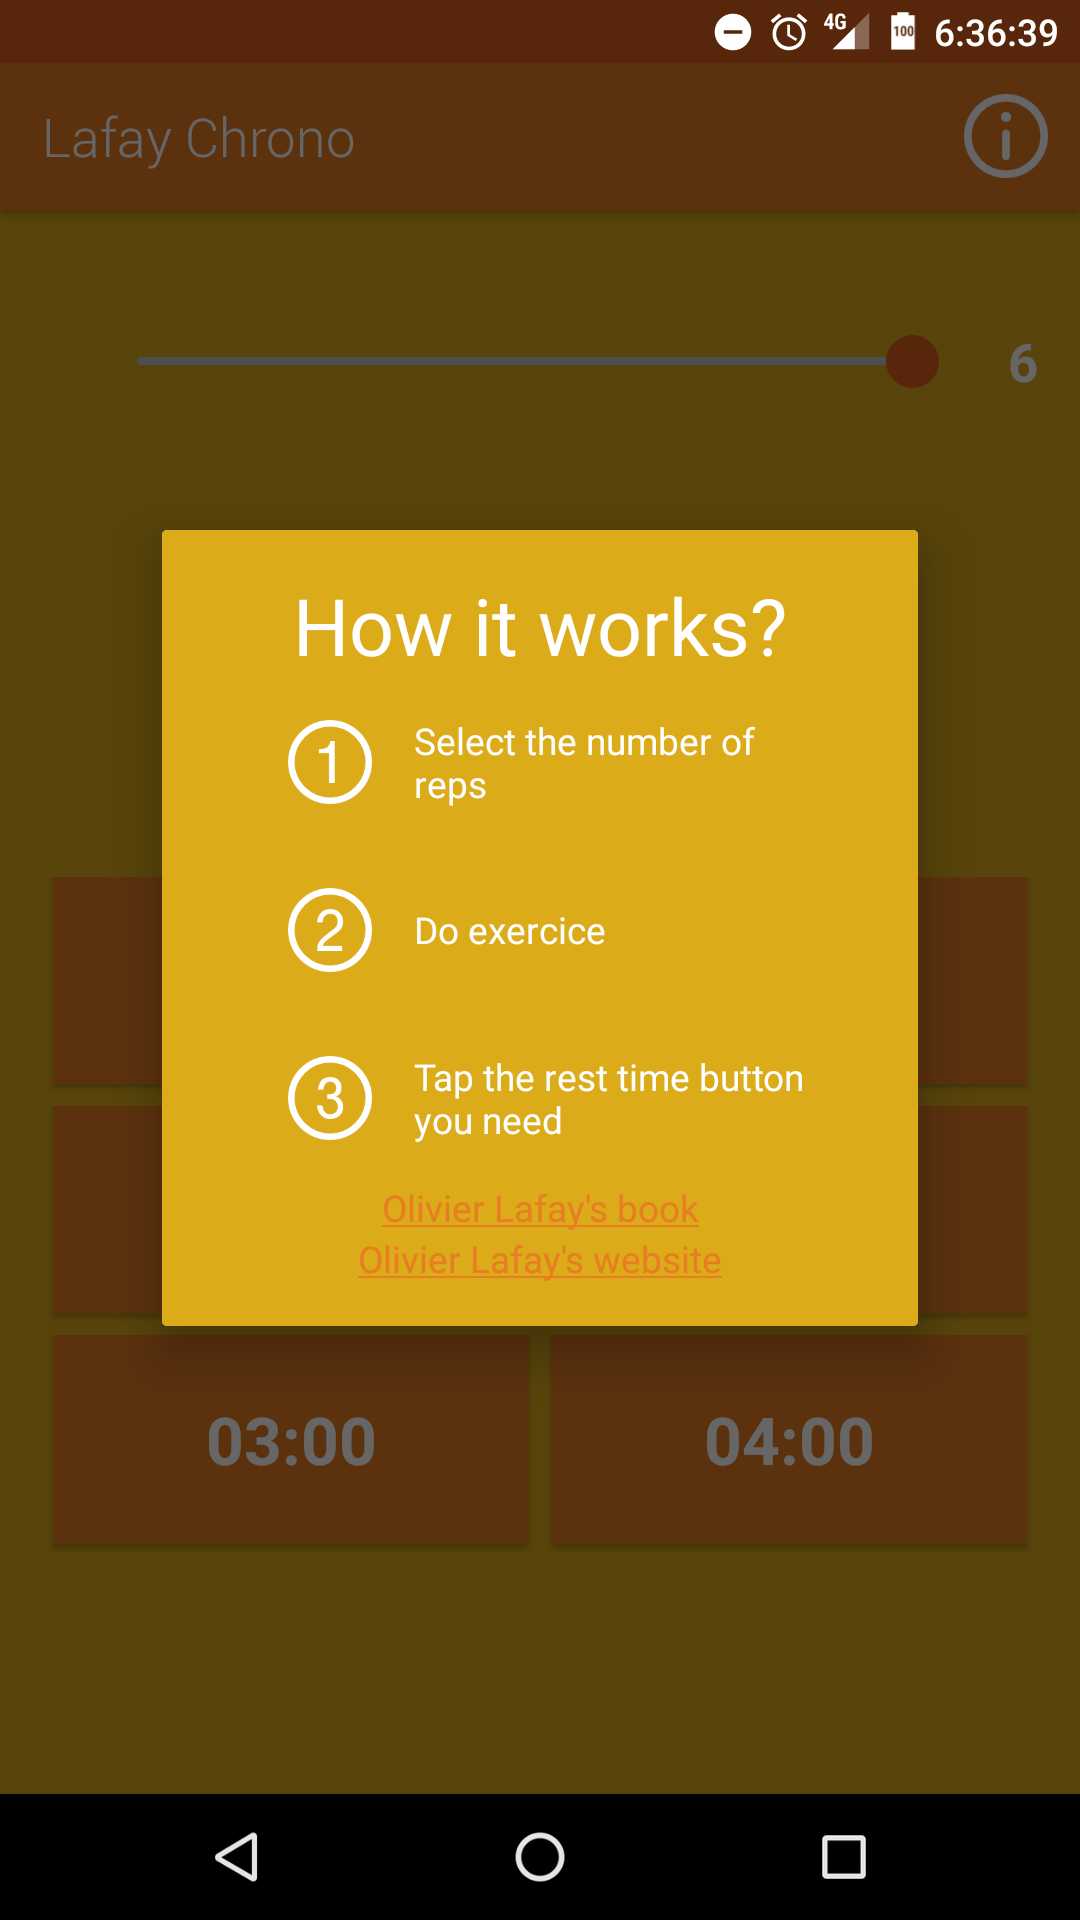 4G 100 6:36:39
Lafay Chrono
6
How it works?
1 Select the number of
reps
2 Do exercice
3 Tap the rest time button
you need
Olivier Lafay's book
Olivier Lafay's website
03:00 04:00